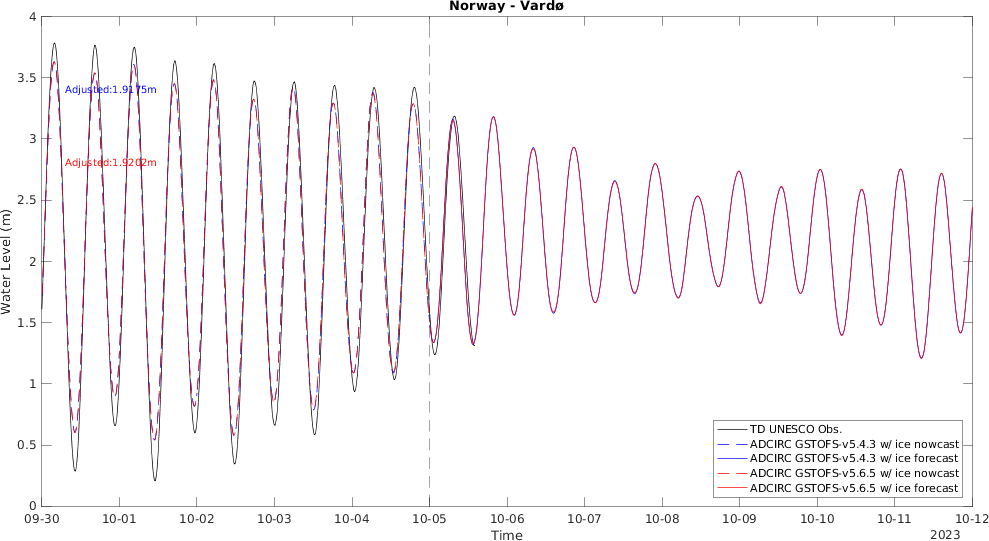 Norway - Vardø
4
3.5
3
2.5
2
1.5
1
0.5
0
Water Level (m)
Adjusted:1.9175m
Adjusted:1.9202m
TD UNESCO Obs.
ADCIRC GSTOFS-v5.4.3 w/ ice nowcast
ADCIRC GSTOFS-v5.4.3 w/ ice forecast
ADCIRC GSTOFS-v5.6.5 w/ ice nowcast
ADCIRC GSTOFS-v5.6.5 w/ ice forecast
09-30 10-01 10-02 10-03 10-04 10-05 10-06 10-07 10-08 10-09 10-10 10-11 10-12
Time
2023